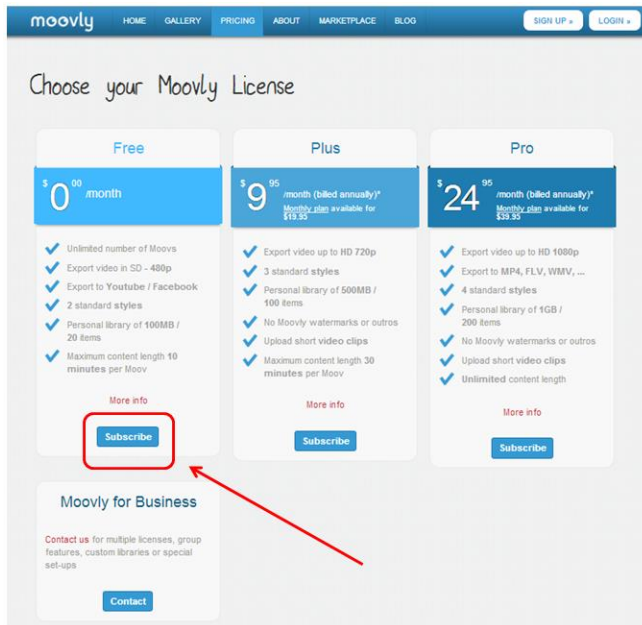 moovly HOME GALLERY PRICING ABOUT MARKETPLACE BLOG SIGN UP » LOGIN »
Choose your Moovly License
Free
$0 00 /month
Unlimited number of Moovs
Export video in SD - 480p
Export to Youtube / Facebook
2 standard styles
Personal library of 100MB /
20 items
Maximum content length 10
minutes per Moov
More info
Subscribe
Plus
$9 95 /month (billed annually)*
Monthly plan available for
$19.95
Export video up to HD 720p
3 standard styles
Personal library of 500MB /
100 items
No Moovly watermarks or outros
Upload short video clips
Maximum content length 30
minutes per Moov
More info
Subscribe
Pro
$24 95 /month (billed annually)*
Monthly plan available for
$39.95
Export video up to HD 1080p
Export to MP4, FLV, WMV, ...
4 standard styles
Personal library of 1GB /
200 items
No Moovly watermarks or outros
Upload short video clips
Unlimited content length
More info
Subscribe
Moovly for Business
Contact us for multiple licenses, group
features, custom libraries or special
set-ups
Contact